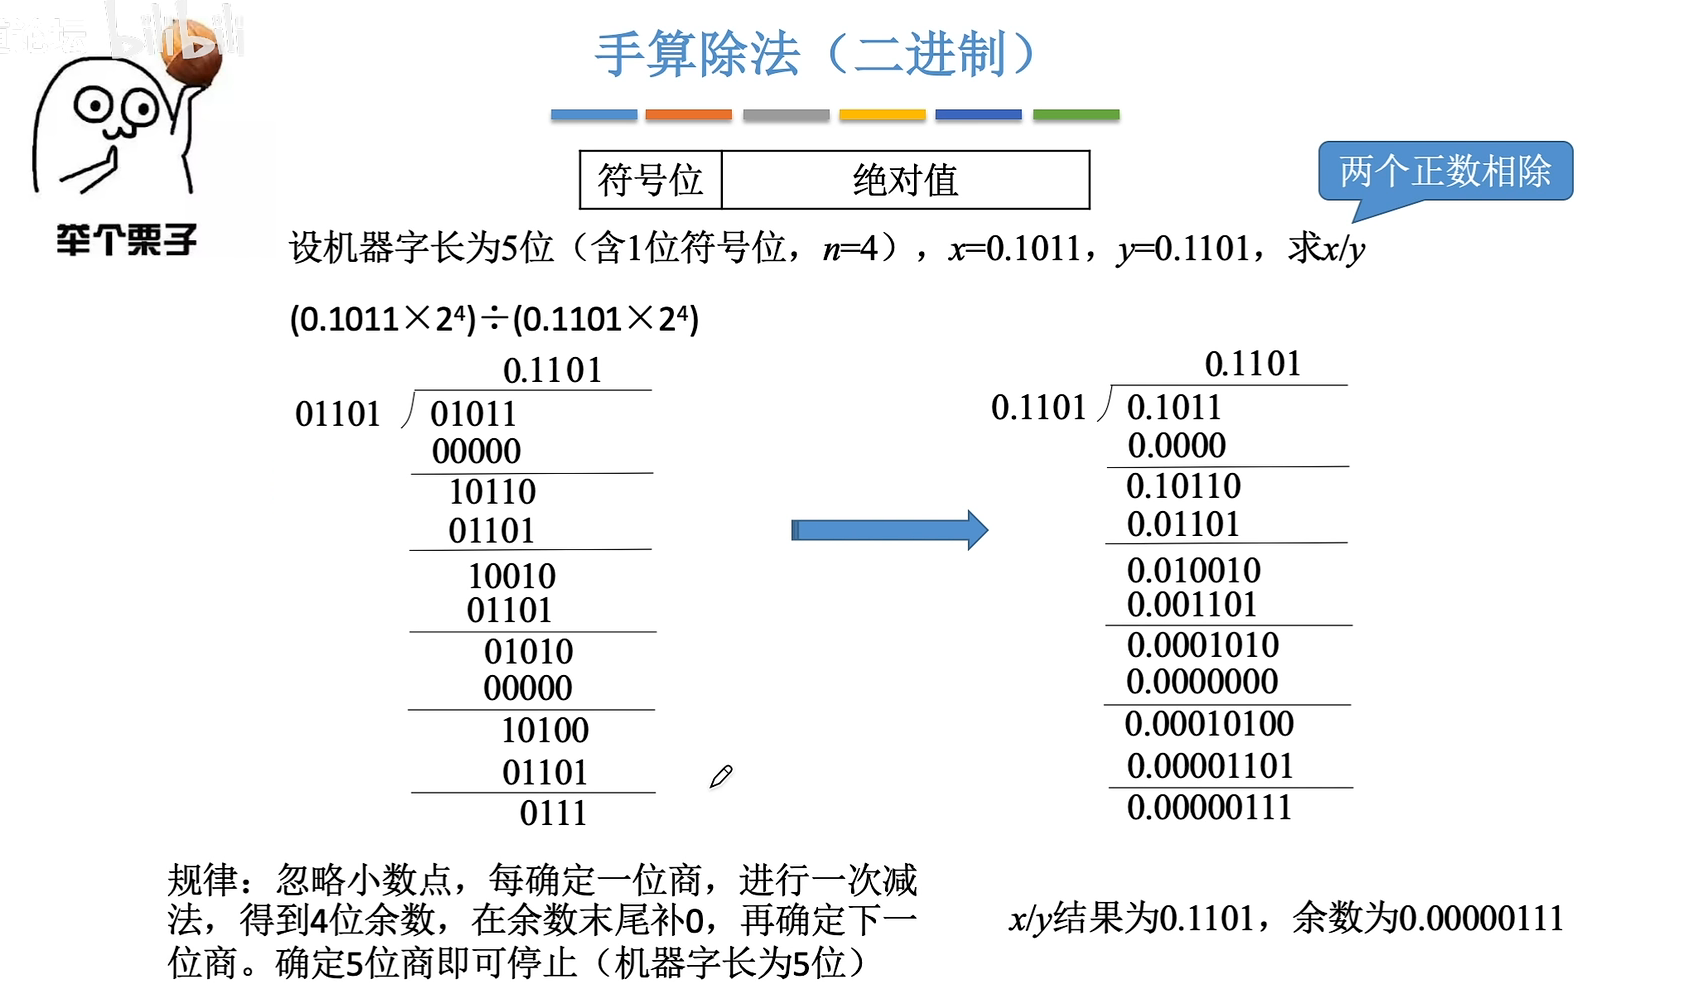 bilibili
手算除法（二进制）
符号位 绝对值
两个正数相除
举个栗子
设机器字长为5位（含1位符号位，n=4），x=0.1011，y=0.1101，求x/y
(0.1011×2⁴)÷(0.1101×2⁴)
0.1101
01101 01011
00000
10110
01101
10010
01101
01010
00000
10100
01101
0111
0.1101
0.1101 0.1011
0.0000
0.10110
0.01101
0.010010
0.001101
0.0001010
0.0000000
0.00010100
0.00001101
0.00000111
规律：忽略小数点，每确定一位商，进行一次减
法，得到4位余数，在余数末尾补0，再确定下一
位商。确定5位商即可停止（机器字长为5位）
x/y结果为0.1101，余数为0.00000111